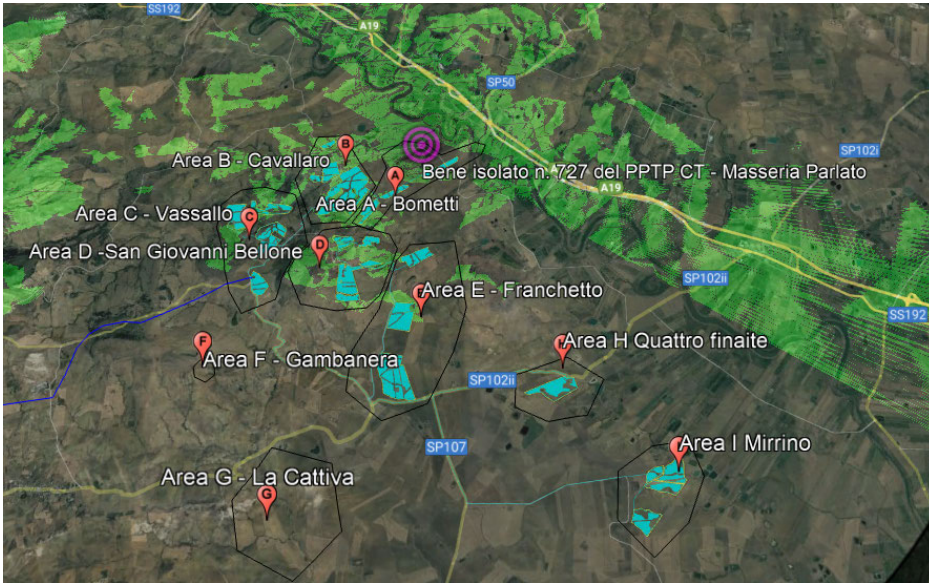 SS192
A19
SP50
B
Area B - Cavallaro
SP102i
A
Bene isolato n. 727 del PPTP CT - Masseria Parlato
A19
Area A - Bometti
Area C - Vassallo
C
D
Area D -San Giovanni Bellone
SP102ii
Area E - Franchetto
SS192
F
Area F - Gambanera
Area H Quattro finaite
SP102ii
SP107
Area I Mirrino
Area G - La Cattiva
G